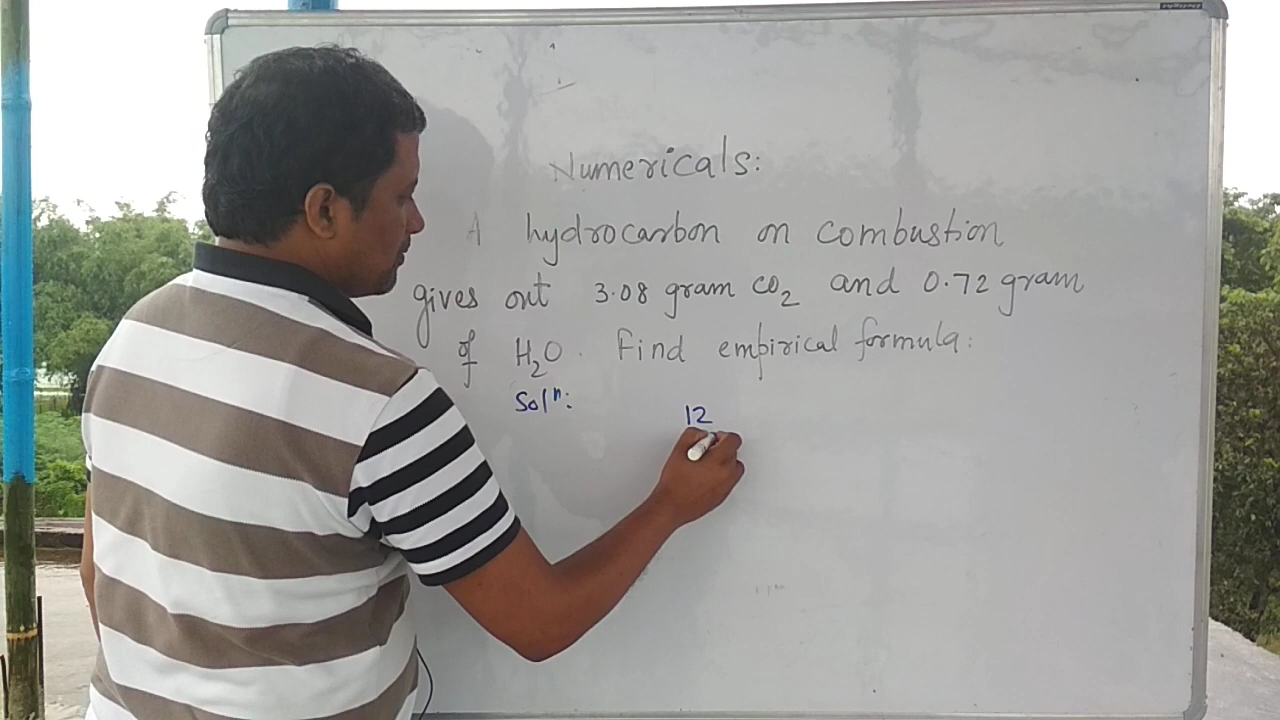 Numericals:
A hydrocarbon on combustion
gives out 3.08 gram CO₂ and 0.72 gram
of H₂O. Find empirical formula:
Solⁿ:
12